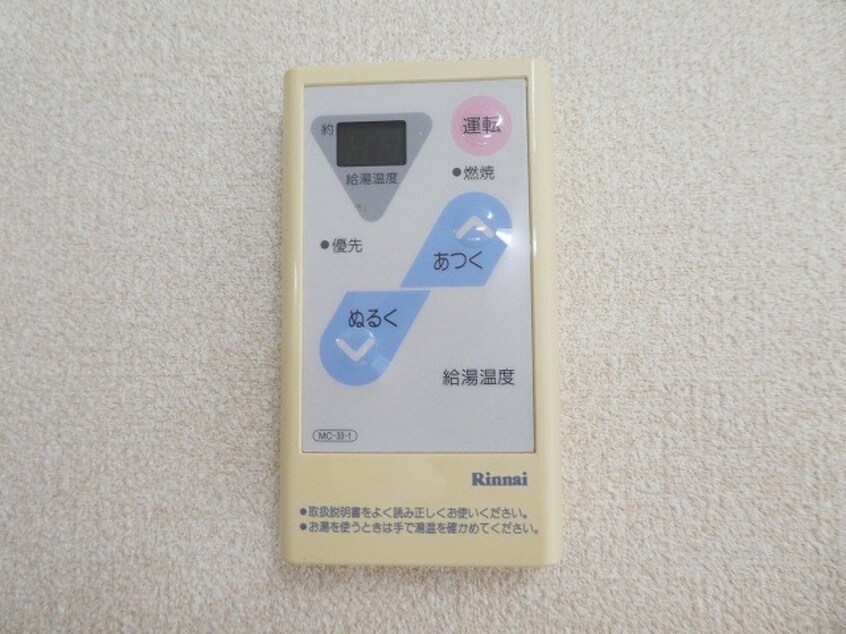 約
運転
給湯温度
燃焼
優先
あつく
ぬるく
給湯温度
MC-33-1
Rinnai
●取扱説明書をよく読み正しくお使いください。
●お湯を使うときは手で湯温を確かめてください。